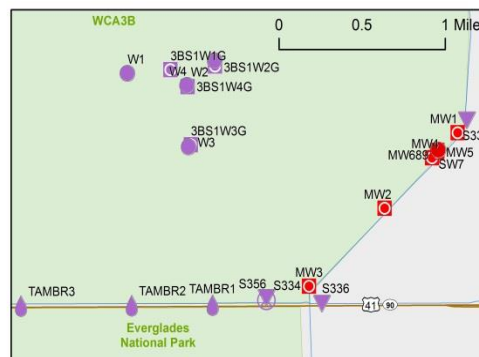 WCA3B
0 0.5 1 Mile
W1
3BS1W1G
3BS1W2G
W4 W2
3BS1W4G
W3
3BS1W3G
MW1
S33
MW4
MW5
MW689
SW7
MW2
MW3
S356
S334
S336
TAMBR3
TAMBR2
TAMBR1
41
90
Everglades
National Park